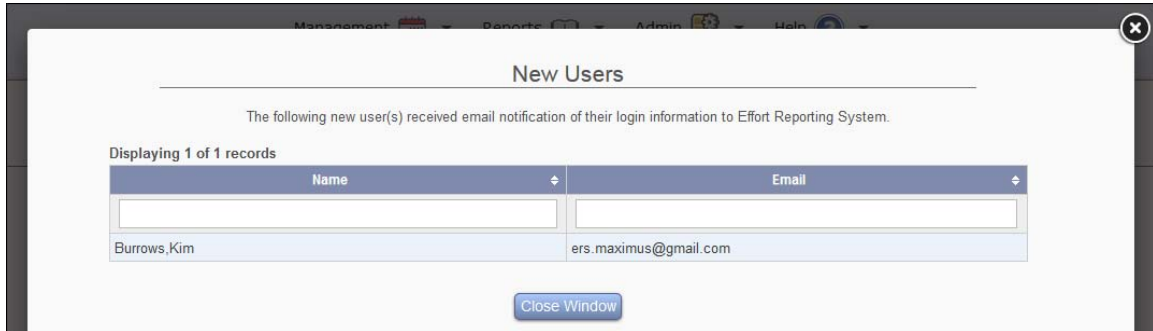 Management Reports Admin Help
New Users
The following new user(s) received email notification of their login information to Effort Reporting System.
Displaying 1 of 1 records
Name Email
Burrows,Kim ers.maximus@gmail.com
Close Window